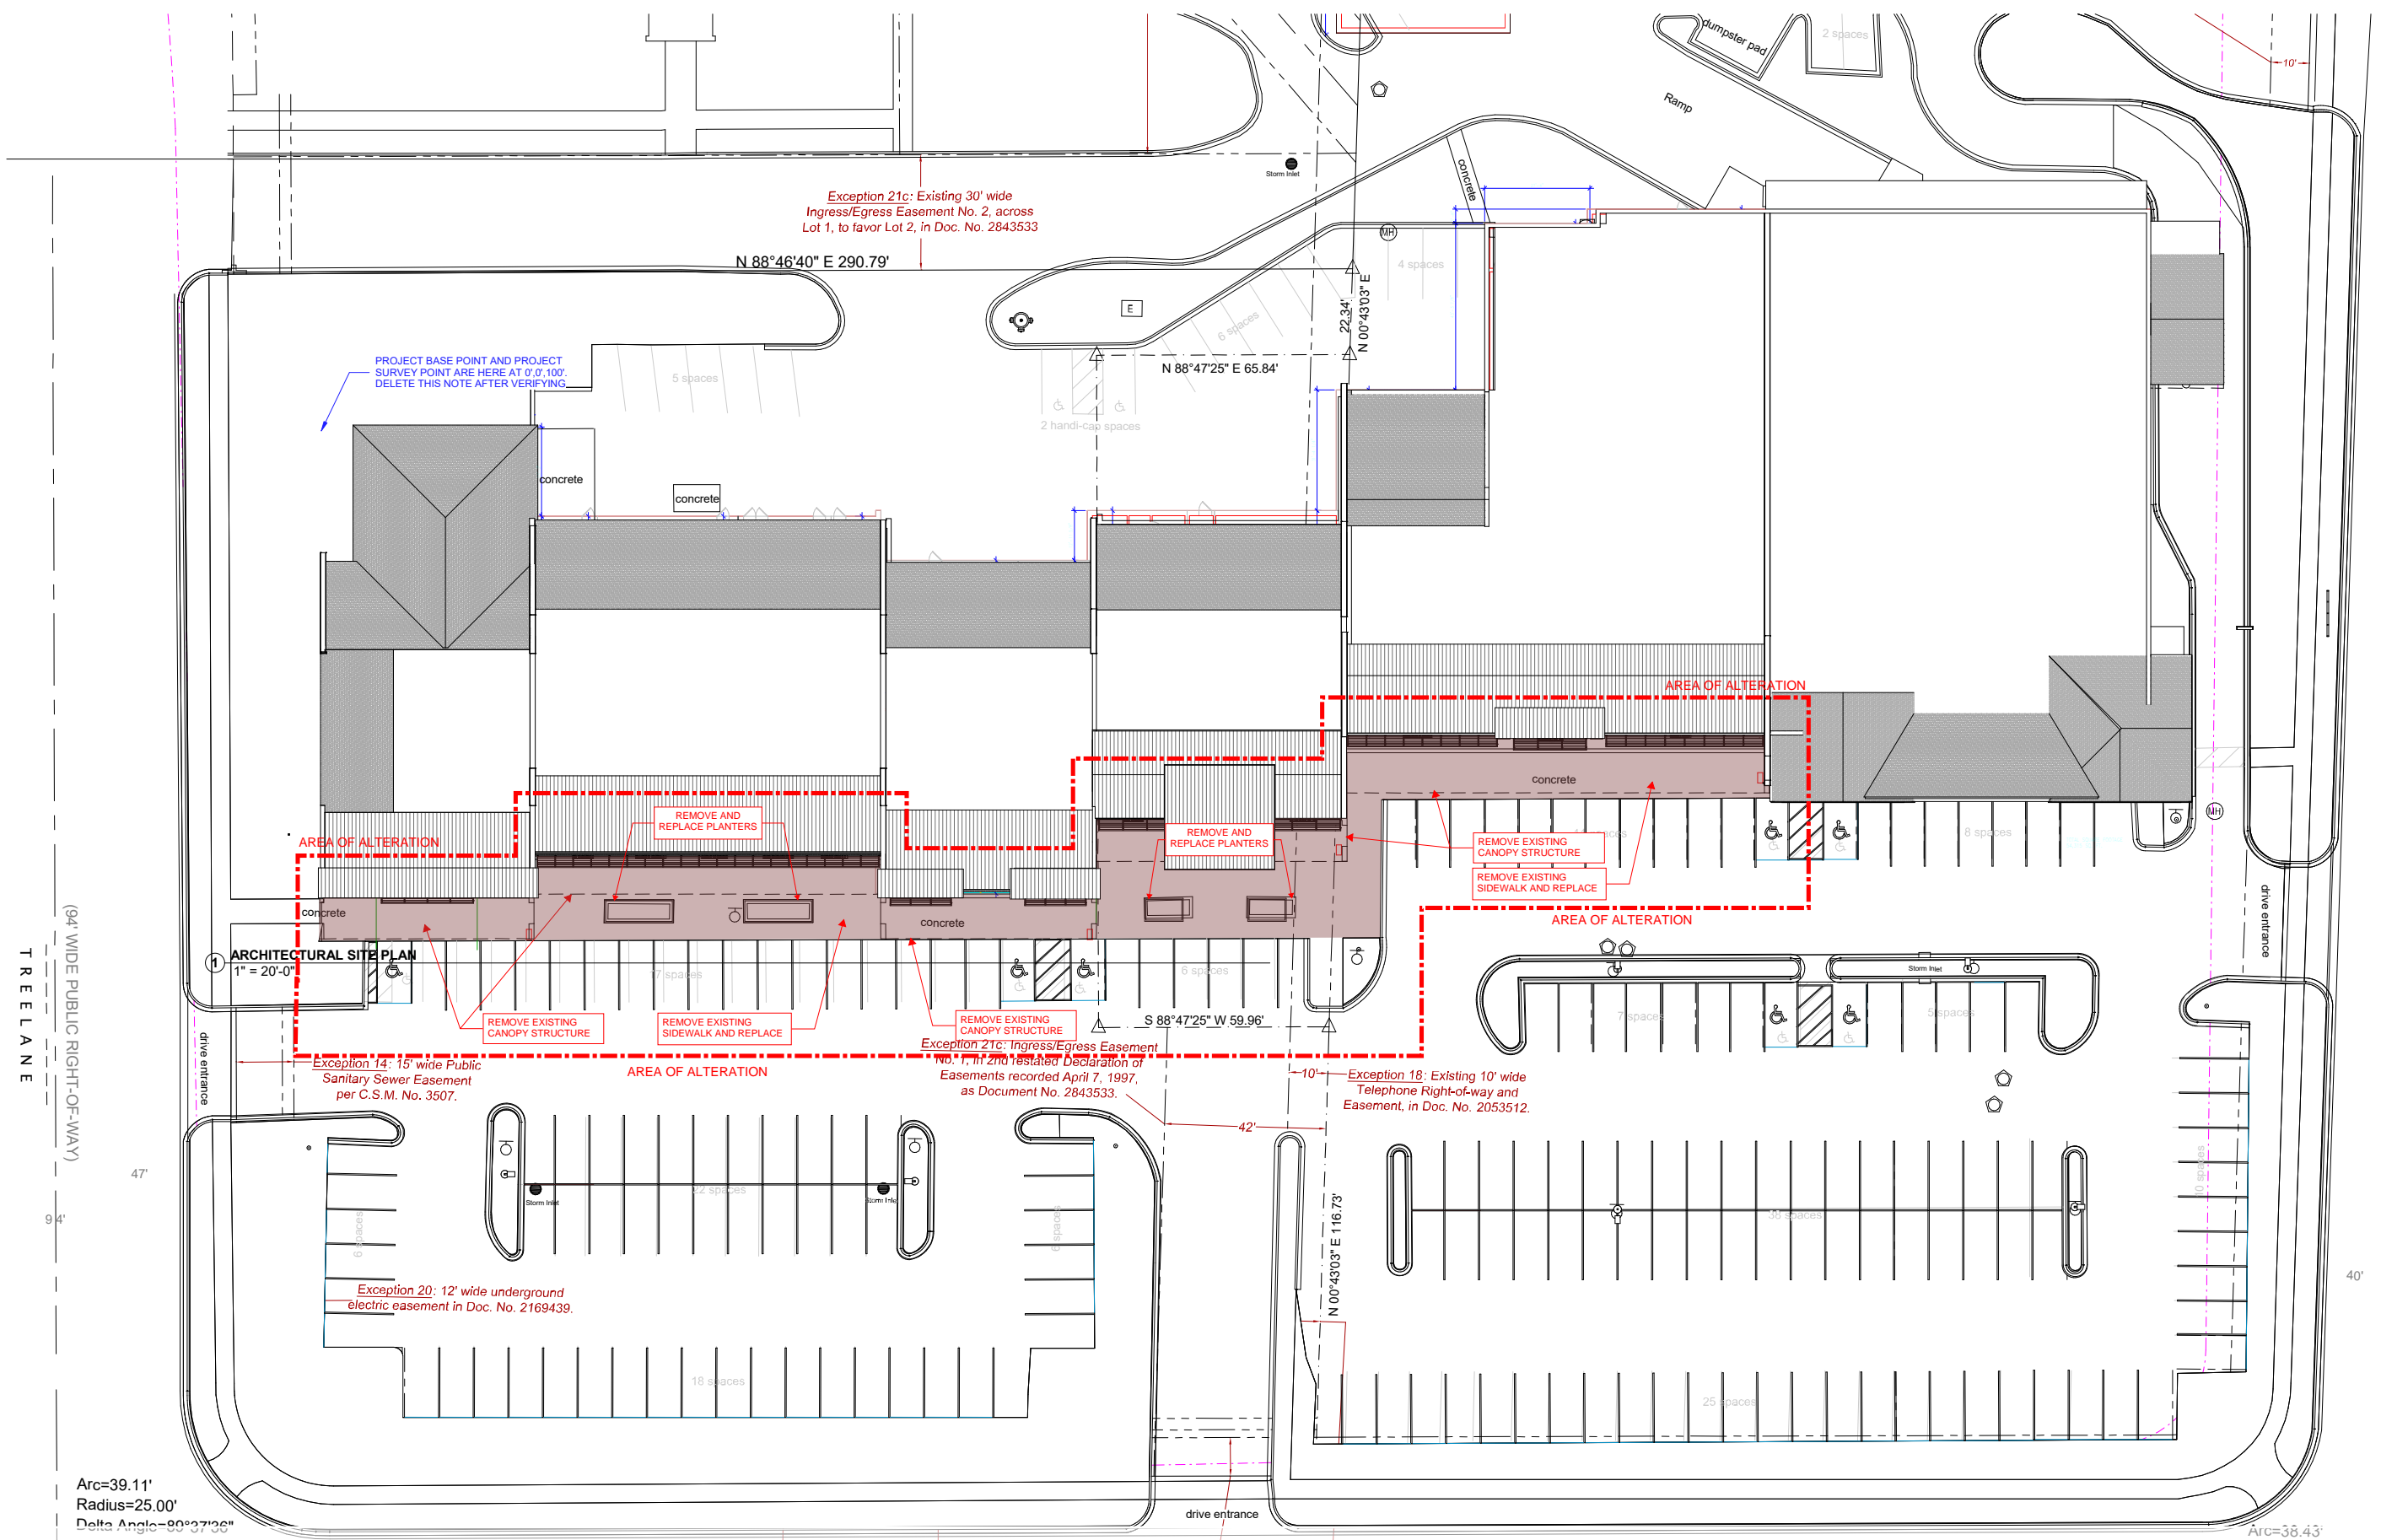 dumpster pad
2 spaces
10'
Ramp
concrete
Storm Inlet
Exception 21c: Existing 30' wide
Ingress/Egress Easement No. 2, across
Lot 1, to favor Lot 2, in Doc. No. 2843533
N 88°46'40" E 290.79'
MH
4 spaces
22.34'
N 00°43'03" E
E
6 spaces
N 88°47'25" E 65.84'
PROJECT BASE POINT AND PROJECT
SURVEY POINT ARE HERE AT 0',0',100'.
DELETE THIS NOTE AFTER VERIFYING
5 spaces
2 handi-cap spaces
concrete
concrete
AREA OF ALTERATION
concrete
REMOVE AND
REPLACE PLANTERS
REMOVE AND
REPLACE PLANTERS
AREA OF ALTERATION
REMOVE EXISTING
CANOPY STRUCTURE
REMOVE EXISTING
SIDEWALK AND REPLACE
8 spaces
MH
AREA OF ALTERATION
concrete
concrete
drive entrance
1
ARCHITECTURAL SITE PLAN
1" = 20'-0"
6 spaces
Storm Inlet
TREELANE
(94' WIDE PUBLIC RIGHT-OF-WAY)
REMOVE EXISTING
CANOPY STRUCTURE
REMOVE EXISTING
SIDEWALK AND REPLACE
REMOVE EXISTING
CANOPY STRUCTURE
S 88°47'25" W 59.96'
7 spaces
5 spaces
drive entrance
Exception 14: 15' wide Public
Sanitary Sewer Easement
per C.S.M. No. 3507.
AREA OF ALTERATION
Exception 21c: Ingress/Egress Easement
No. 1, in 2nd restated Declaration of
Easements recorded April 7, 1997,
as Document No. 2843533.
10'
Exception 18: Existing 10' wide
Telephone Right-of-way and
Easement, in Doc. No. 2053512.
42'
47'
94'
22 spaces
Storm Inlet
Storm Inlet
6 spaces
6 spaces
38 spaces
N 00°43'03" E 116.73'
40'
Exception 20: 12' wide underground
electric easement in Doc. No. 2169439.
18 spaces
25 spaces
Arc=39.11'
Radius=25.00'
Delta Angle=89°37'36"
drive entrance
Arc=38.43'